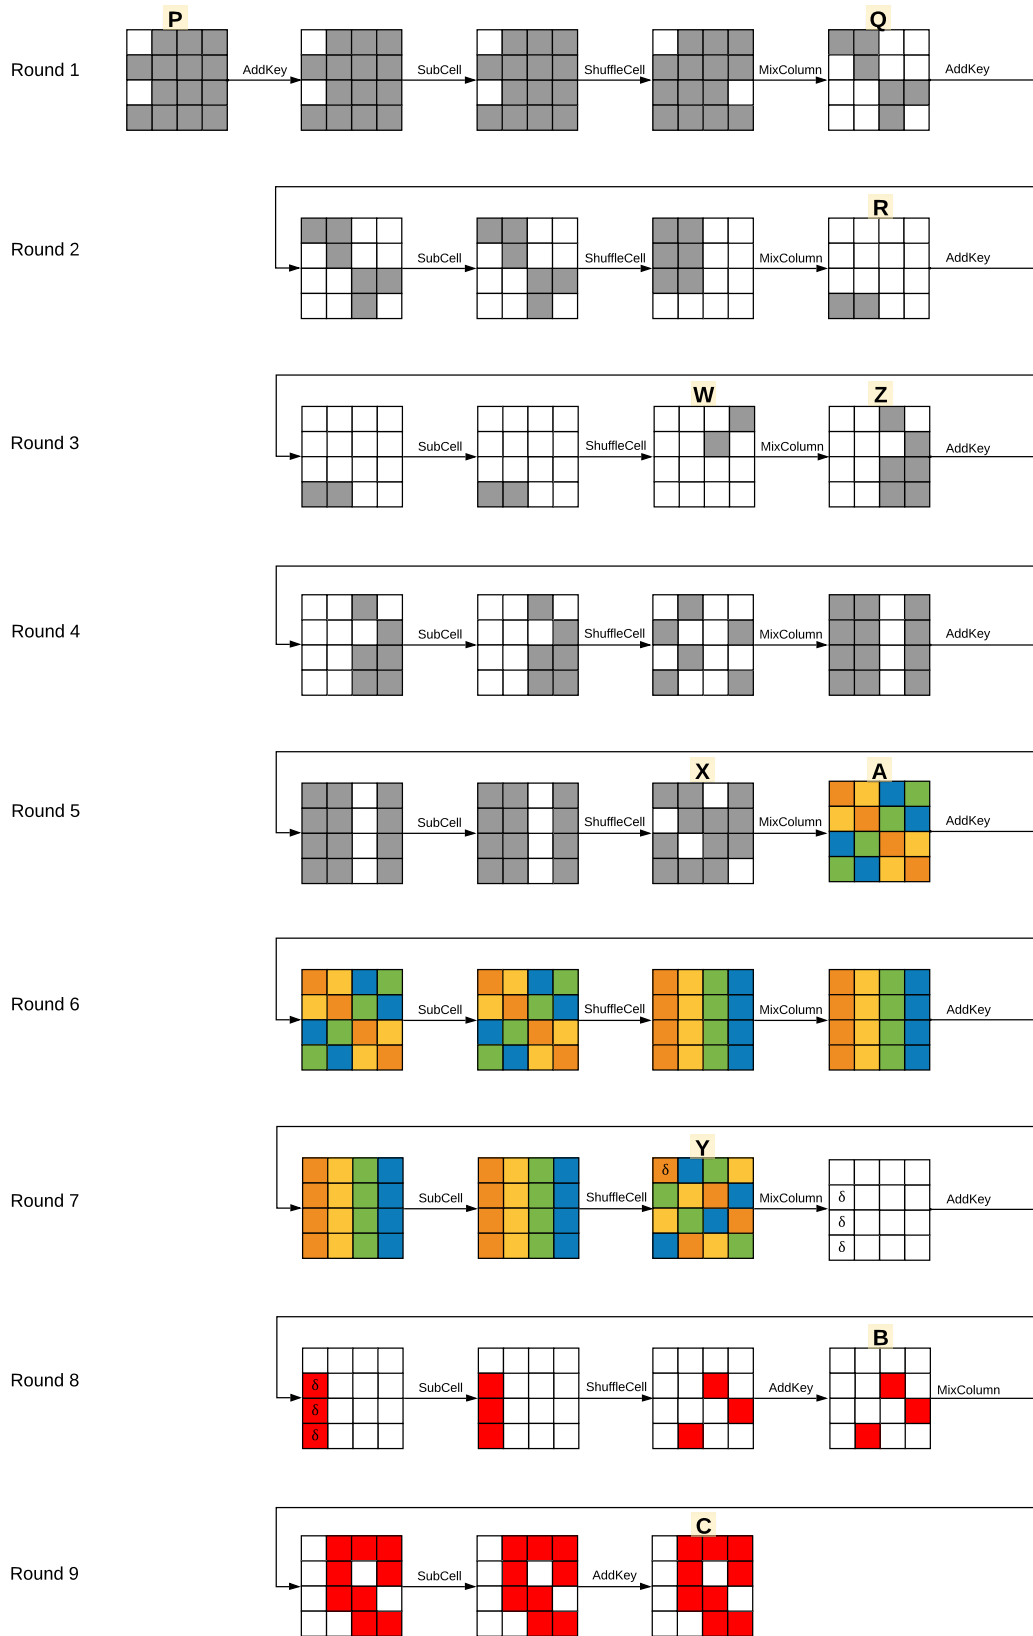 P Q
Round 1 AddKey SubCell ShuffleCell MixColumn AddKey
R
Round 2 SubCell ShuffleCell MixColumn AddKey
W Z
Round 3 SubCell ShuffleCell MixColumn AddKey
Round 4 SubCell ShuffleCell MixColumn AddKey
X A
Round 5 SubCell ShuffleCell MixColumn AddKey
Round 6 SubCell ShuffleCell MixColumn AddKey
Y
δ
Round 7 SubCell ShuffleCell MixColumn AddKey
δ
δ
δ
B
Round 8 SubCell ShuffleCell AddKey MixColumn
δ
δ
δ
C
Round 9 SubCell AddKey